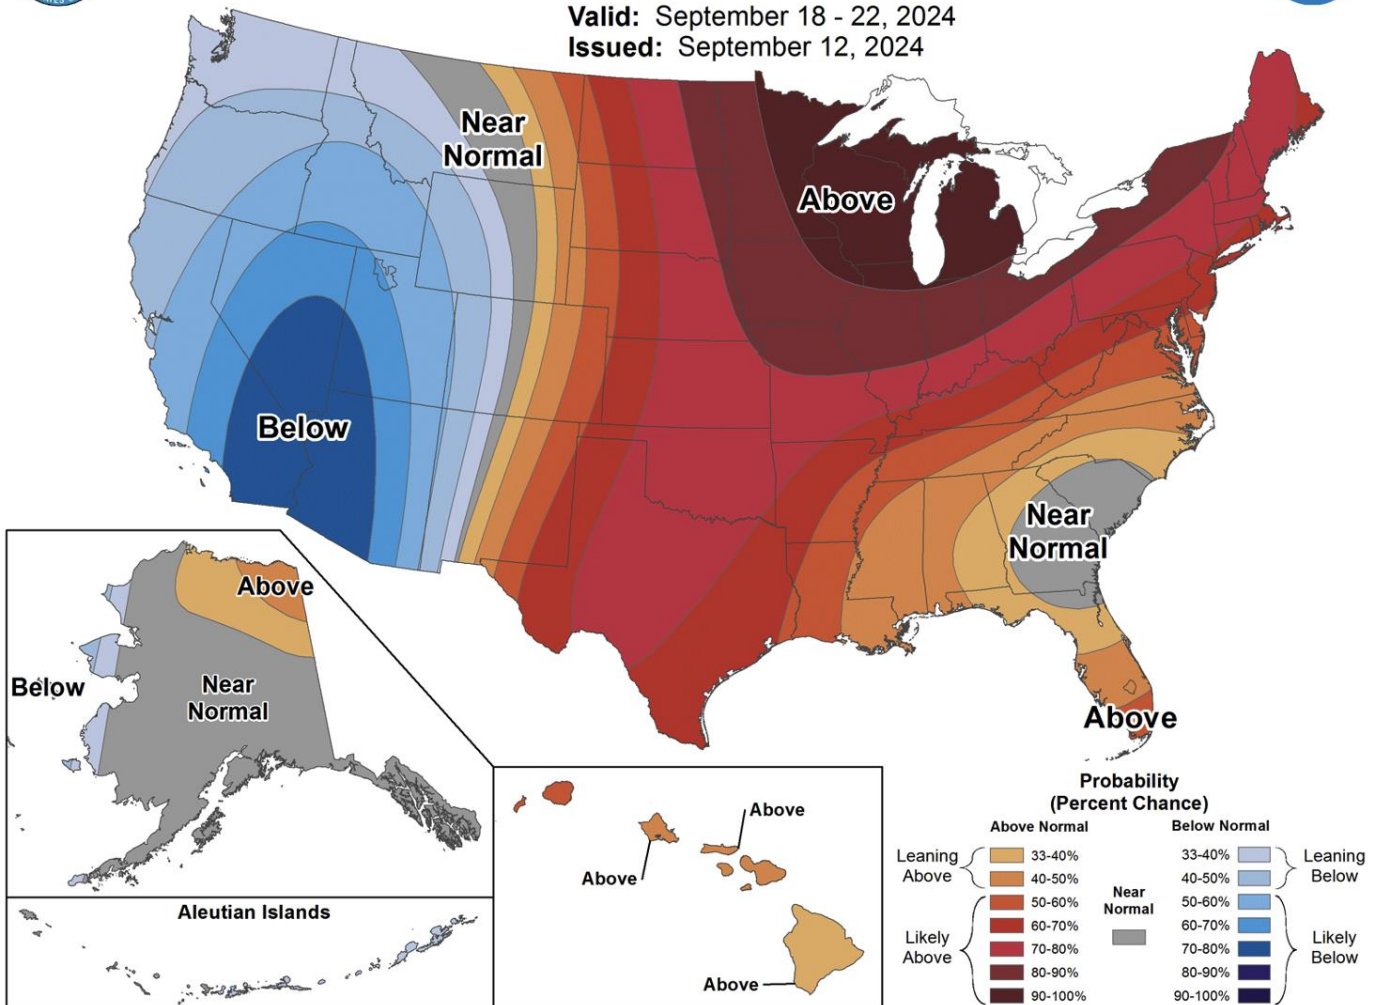 Valid: September 18 - 22, 2024
Issued: September 12, 2024
Near
Normal
Above
Below
Near
Normal
Above
Above
Below
Near
Normal
Aleutian Islands
Above
Above
Above
Probability
(Percent Chance)
Above Normal
Below Normal
Leaning
Above
33-40%
40-50%
50-60%
60-70%
70-80%
80-90%
90-100%
Likely
Above
Near
Normal
33-40%
40-50%
50-60%
60-70%
70-80%
80-90%
90-100%
Leaning
Below
Likely
Below